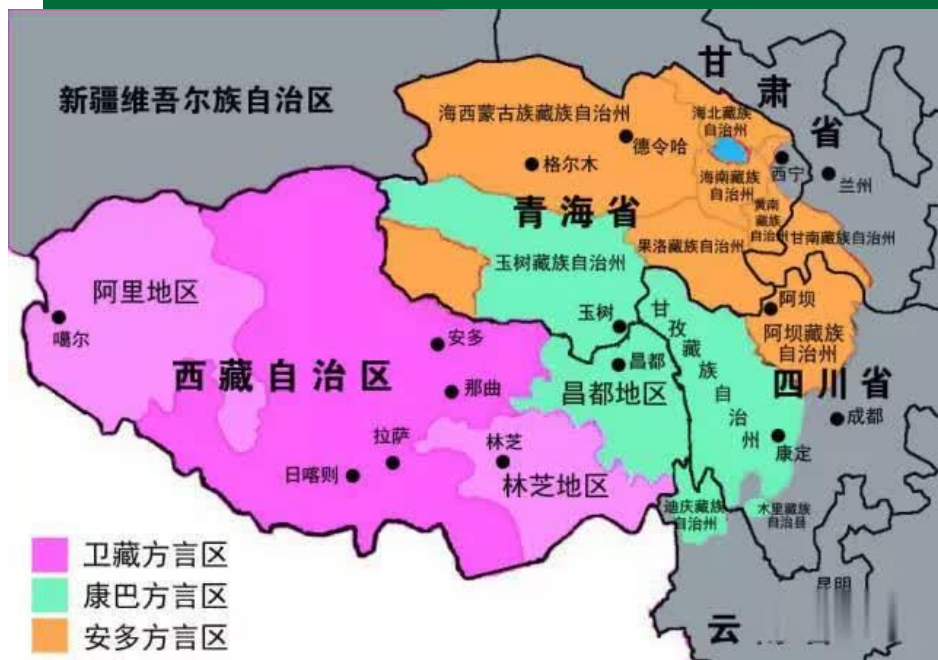 新疆维吾尔族自治区
甘肃省
海西蒙古族藏族自治州
海北藏族
自治州
德令哈
格尔木
西宁
兰州
海南藏族
自治州
青海省
黄南
藏族
自治州
甘南藏族自治州
果洛藏族自治州
玉树藏族自治州
阿里地区
噶尔
玉树
甘孜藏族自治州
阿坝
阿坝藏族
自治州
安多
西藏自治区
昌都
昌都地区
那曲
四川省
成都
拉萨
林芝
康定
日喀则
林芝地区
迪庆藏族
自治州
木里藏族
自治县
卫藏方言区
康巴方言区
安多方言区
昆明
云